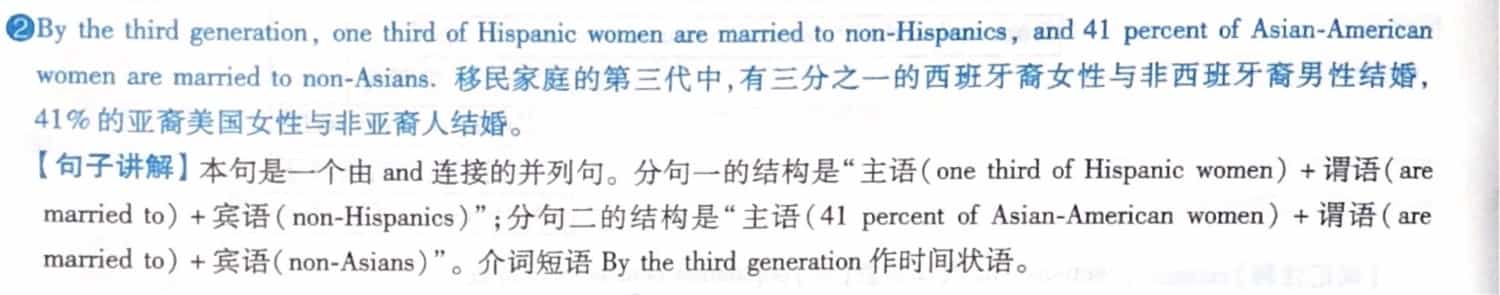 ❷By the third generation, one third of Hispanic women are married to non-Hispanics, and 41 percent of Asian-American
women are married to non-Asians. 移民家庭的第三代中,有三分之一的西班牙裔女性与非西班牙裔男性结婚,
41%的亚裔美国女性与非亚裔人结婚。
【句子讲解】本句是一个由 and 连接的并列句。分句一的结构是“主语(one third of Hispanic women) + 谓语(are
married to) + 宾语(non-Hispanics)”;分句二的结构是“主语(41 percent of Asian-American women) + 谓语(are
married to) + 宾语(non-Asians)”。介词短语 By the third generation 作时间状语。